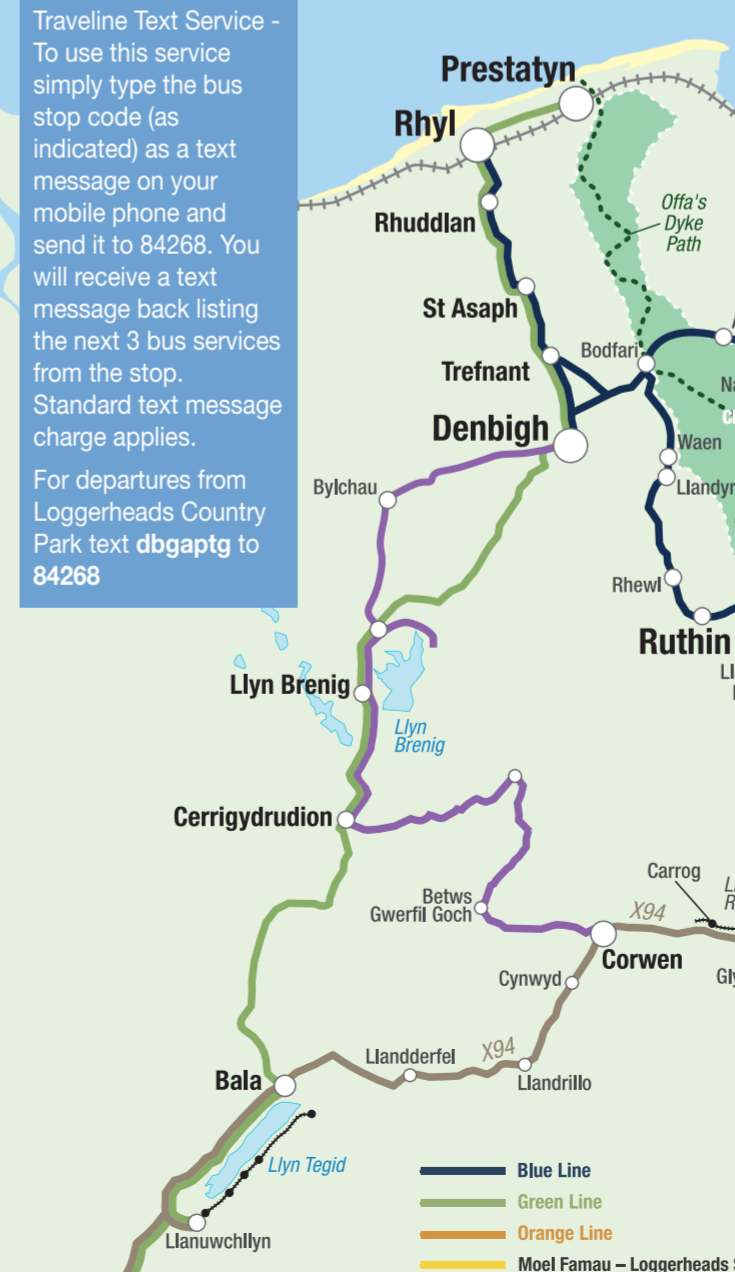 Traveline Text Service -
To use this service
simply type the bus
stop code (as
indicated) as a text
message on your
mobile phone and
send it to 84268. You
will receive a text
message back listing
the next 3 bus services
from the stop.
Standard text message
charge applies.
For departures from
Loggerheads Country
Park text dbgaptg to
84268
Prestatyn
Rhyl
Rhuddlan
Offa's
Dyke
Path
St Asaph
Bodfari
Trefnant
Denbigh
Waen
Bylchau
Rhewl
Ruthin
Llyn Brenig
Llyn
Brenig
Cerrigydrudion
Carrog
Betws
Gwerfil Goch
X94
Corwen
Cynwyd
Llandderfel
X94
Bala
Llandrillo
Llyn Tegid
Blue Line
Green Line
Orange Line
Llanuwchllyn
Moel Famau – Loggerheads